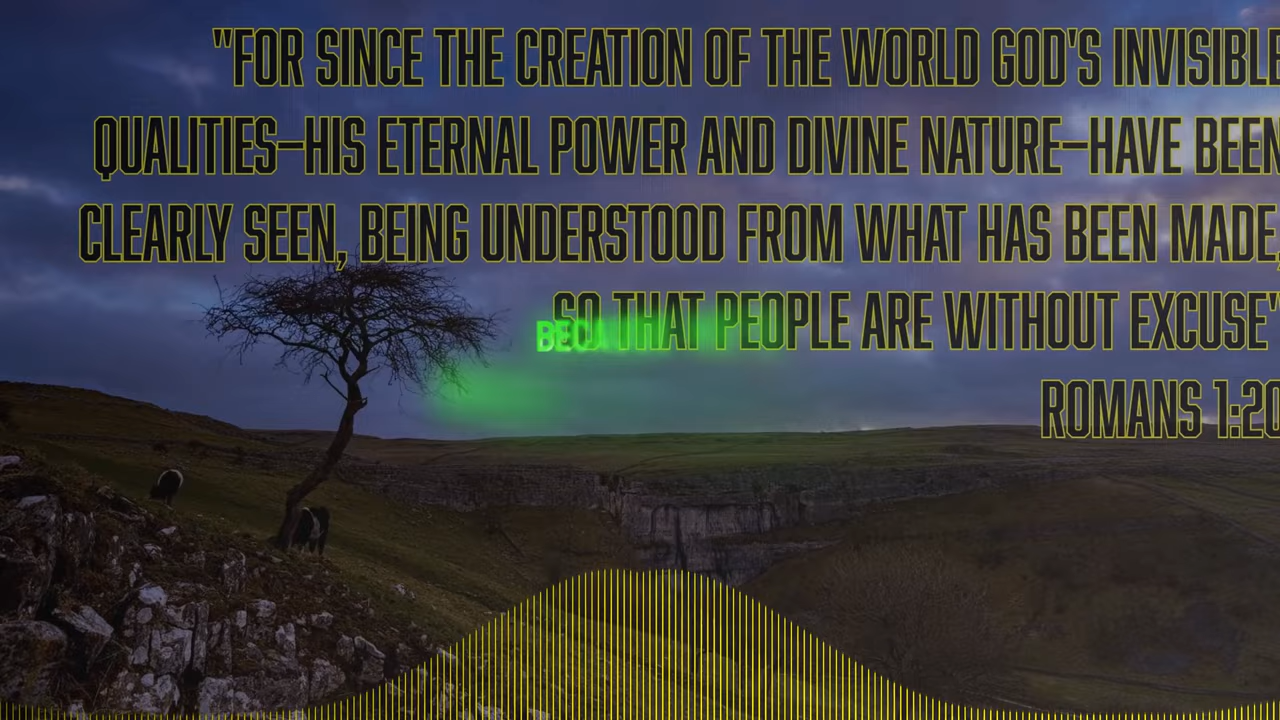 "FOR SINCE THE CREATION OF THE WORLD GOD'S INVISIBLE
QUALITIES—HIS ETERNAL POWER AND DIVINE NATURE—HAVE BEEN
CLEARLY SEEN, BEING UNDERSTOOD FROM WHAT HAS BEEN MADE,
SO THAT PEOPLE ARE WITHOUT EXCUSE"
ROMANS 1:20